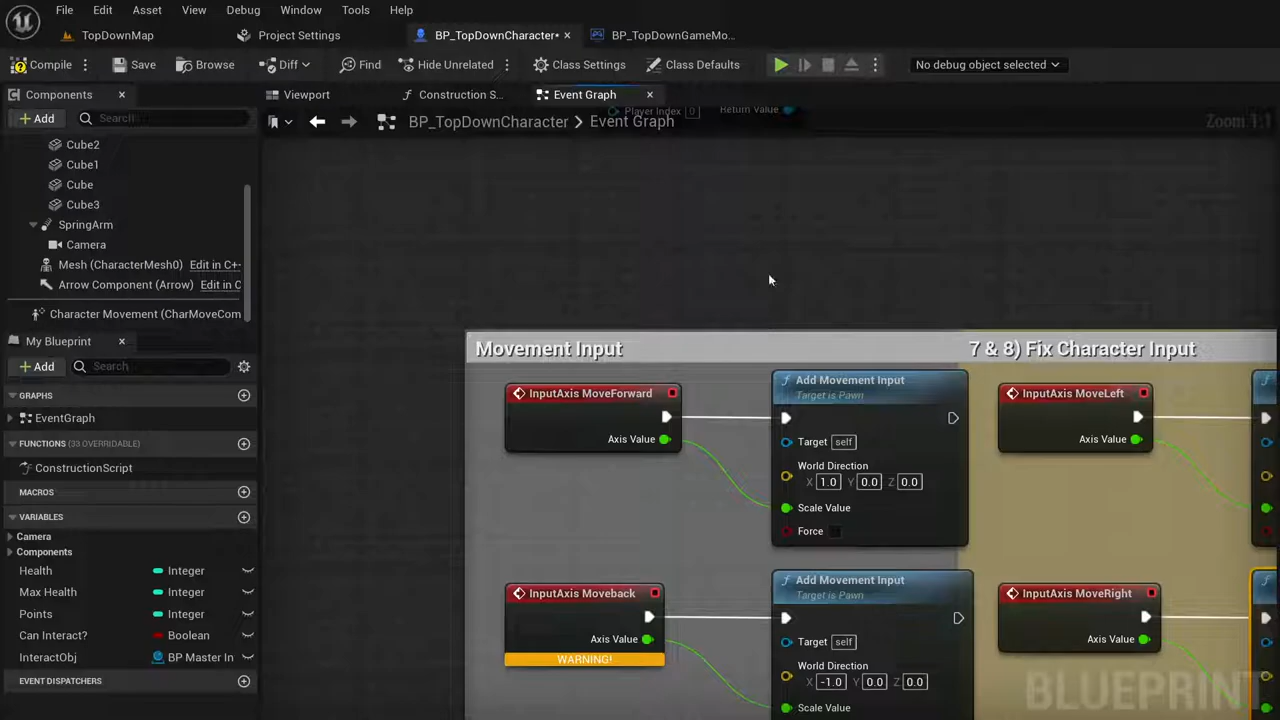 File Edit Asset View Debug Window Tools Help
TopDownMap Project Settings BP_TopDownCharacter• × BP_TopDownGameMo...
Compile Save Browse Diff Find Hide Unrelated Class Settings Class Defaults No debug object selected
Components × Viewport Construction S... Event Graph ×
+ Add Search
Player Index 0 Return Value
BP_TopDownCharacter > Event Graph
Zoom 1:1
Cube2
Cube1
Cube
Cube3
SpringArm
Camera
Mesh (CharacterMesh0) Edit in C+
Arrow Component (Arrow) Edit in C
Character Movement (CharMoveCom
My Blueprint ×
+ Add Search
GRAPHS
EventGraph
FUNCTIONS (33 OVERRIDABLE)
ConstructionScript
MACROS
VARIABLES
Camera
Components
Health Integer
Max Health Integer
Points Integer
Can Interact? Boolean
InteractObj BP Master In
EVENT DISPATCHERS
Movement Input
InputAxis MoveForward
Axis Value
Add Movement Input
Target is Pawn
Target self
World Direction
X 1.0 Y 0.0 Z 0.0
Scale Value
Force
InputAxis Moveback
Axis Value
WARNING!
Add Movement Input
Target is Pawn
Target self
World Direction
X -1.0 Y 0.0 Z 0.0
Scale Value
7 & 8) Fix Character Input
InputAxis MoveLeft
Axis Value
InputAxis MoveRight
Axis Value
BLUEPRINT